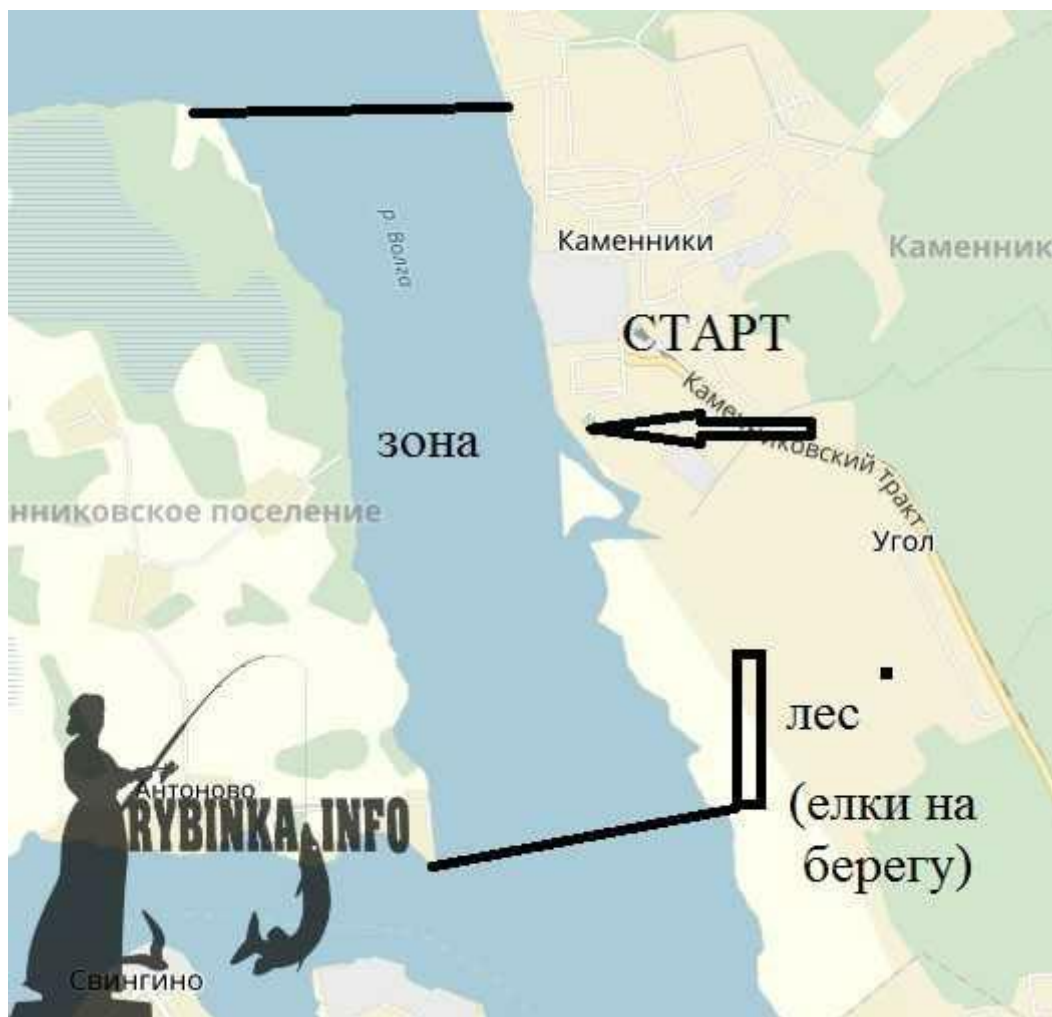 р. Волга
Каменники
Каменник
СТАРТ
Каменниковский тракт
зона
нниковское поселение
Угол
лес
(елки на
берегу)
Антоново
RYBINKA.INFO
Свингино